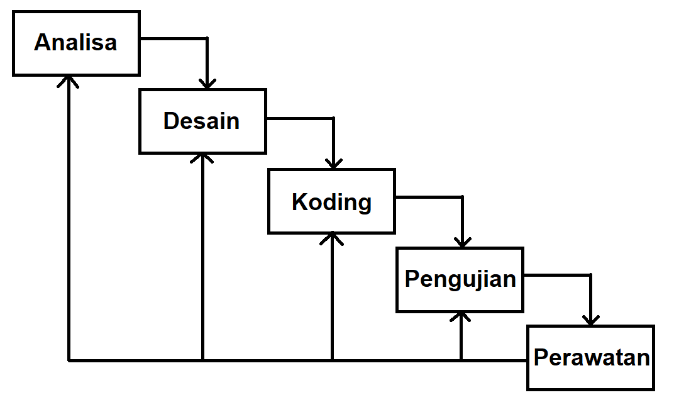 Analisa
Desain
Koding
Pengujian
Perawatan